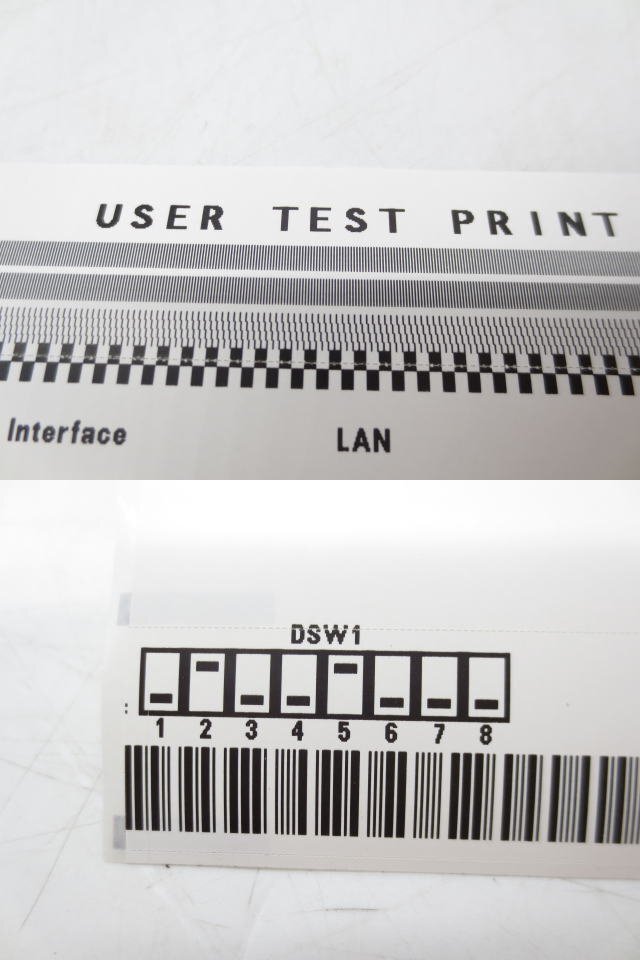 USER TEST PRINT
Interface LAN
DSW1
:
1 2 3 4 5 6 7 8